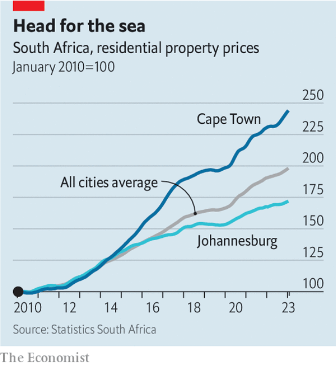 Head for the sea
South Africa, residential property prices
January 2010=100
250
Cape Town
225
200
All cities average
175
150
Johannesburg
125
100
2010 12 14 16 18 20 23
Source: Statistics South Africa
The Economist